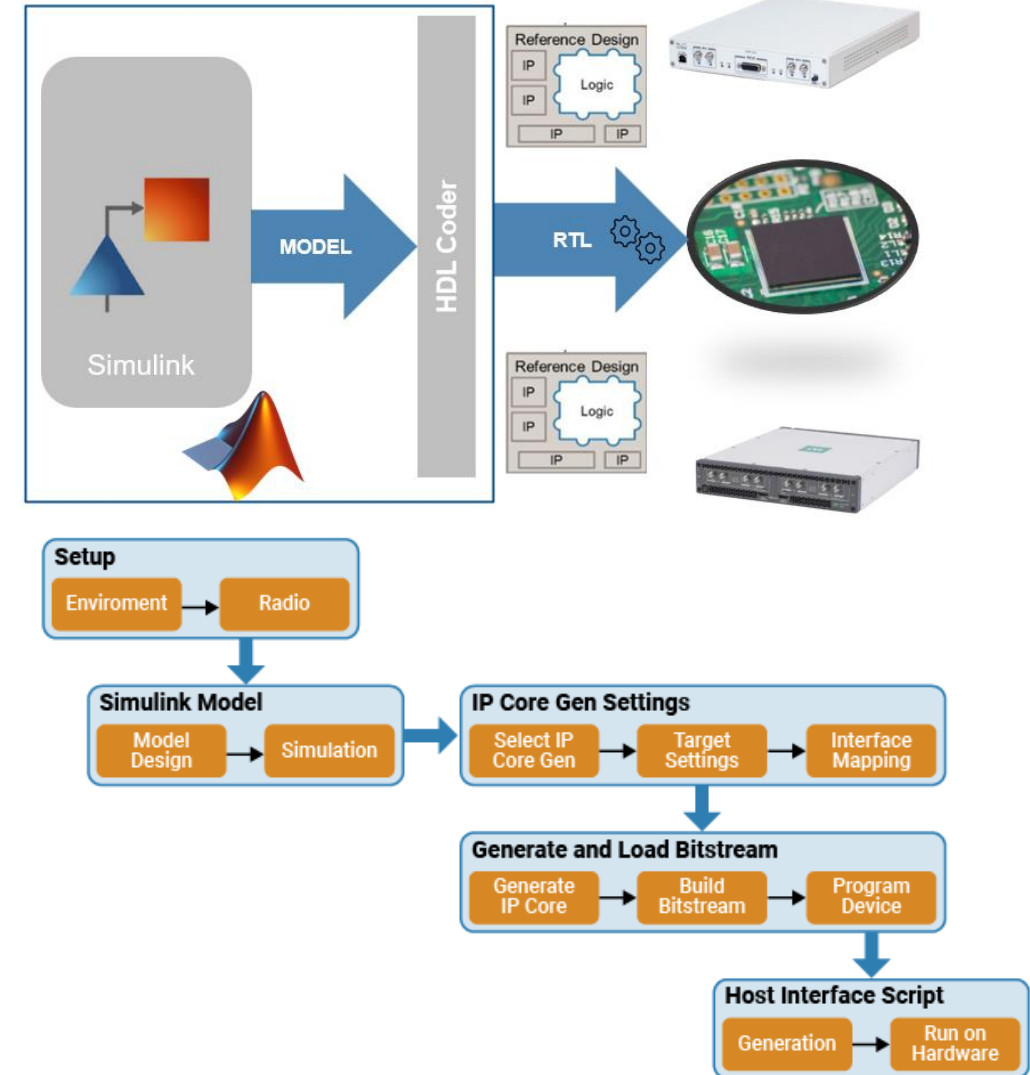 Reference Design
IP
Logic
IP
IP
IP
MODEL
HDL Coder
RTL
Simulink
Reference Design
IP
Logic
IP
IP
IP
Setup
Enviroment
Radio
Simulink Model
Model
Design
Simulation
IP Core Gen Settings
Select IP
Core Gen
Target
Settings
Interface
Mapping
Generate and Load Bitstream
Generate
IP Core
Build
Bitstream
Program
Device
Host Interface Script
Generation
Run on
Hardware